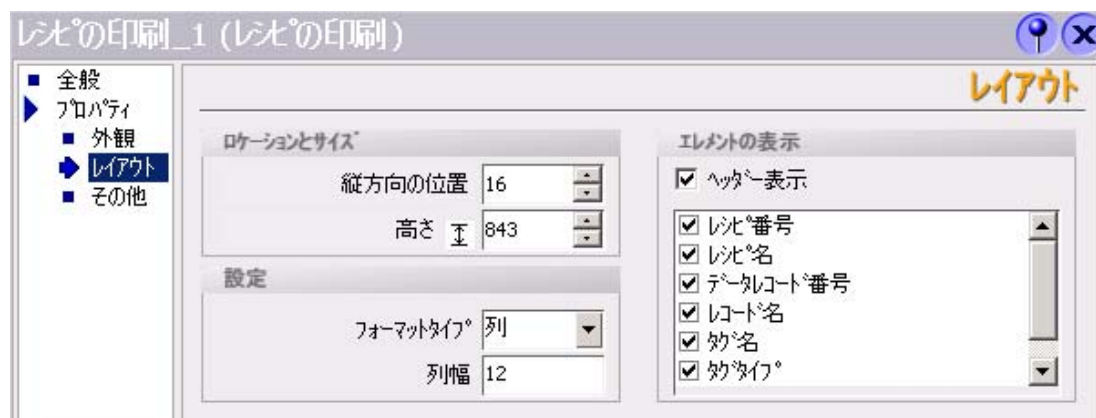 レシピの印刷_1 (レシピの印刷)
全般
プロパティ
外観
レイアウト
その他
レイアウト
ロケーションとサイズ
縦方向の位置 16
高さ 843
設定
フォーマットタイプ 列
列幅 12
エレメントの表示
ヘッダー表示
レシピ番号
レシピ名
データレコード番号
レコード名
タグ名
タグタイプ